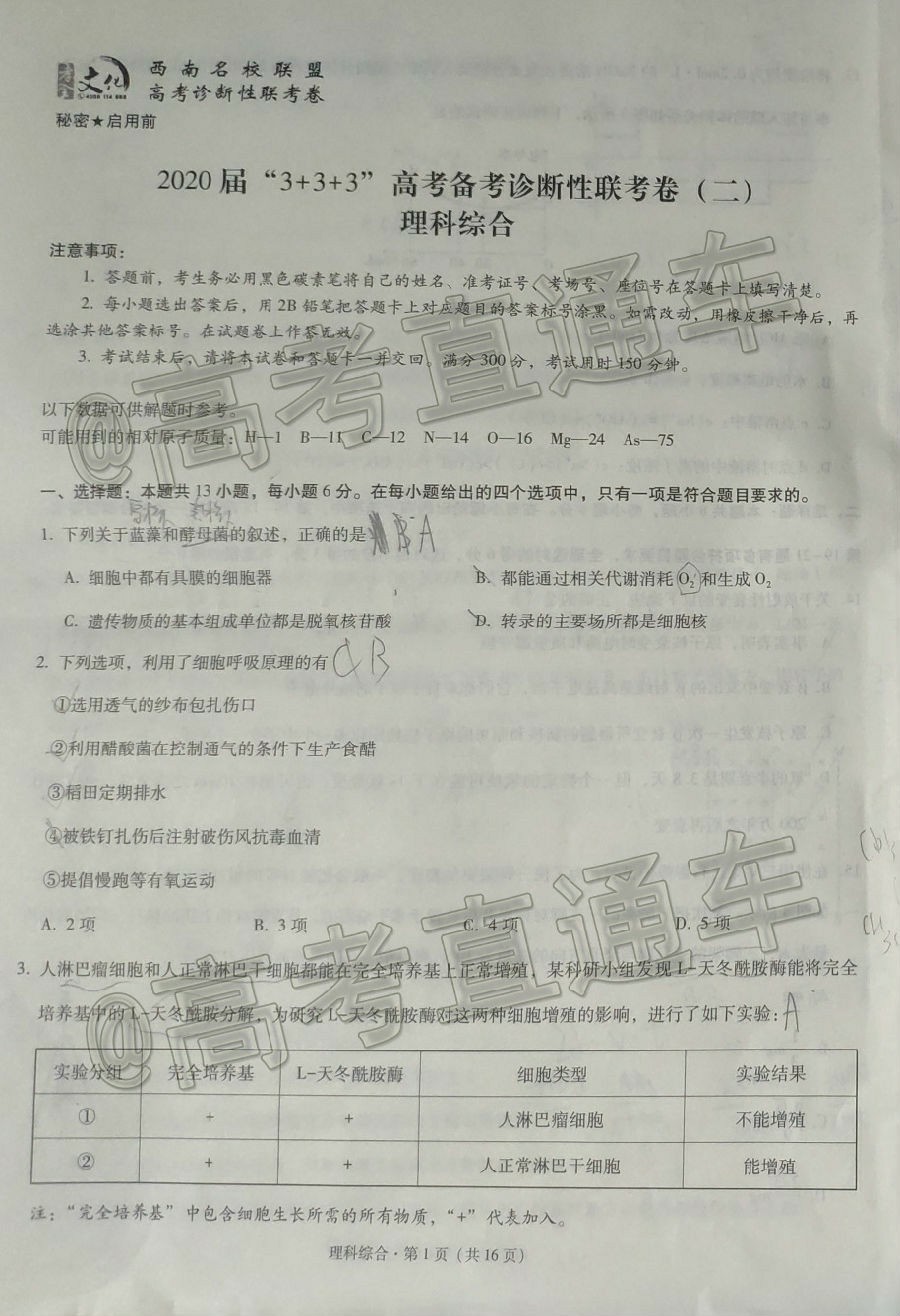 文化
4008 114 888
西南名校联盟
高考诊断性联考卷
秘密★启用前
2020届“3+3+3”高考备考诊断性联考卷（二）
理科综合
注意事项：
1. 答题前，考生务必用黑色碳素笔将自己的姓名、准考证号、考场号、座位号在答题卡上填写清楚。
2. 每小题选出答案后，用2B铅笔把答题卡上对应题目的答案标号涂黑。如需改动，用橡皮擦干净后，再
选涂其他答案标号。在试题卷上作答无效。
3. 考试结束后，请将本试卷和答题卡一并交回。满分300分，考试用时150分钟。
@高考直通车
以下数据可供解题时参考。
可能用到的相对原子质量：H—1 B—11 C—12 N—14 O—16 Mg—24 As—75
一、选择题：本题共13小题，每小题6分。在每小题给出的四个选项中，只有一项是符合题目要求的。
1. 下列关于蓝藻和酵母菌的叙述，正确的是 B A
A. 细胞中都有具膜的细胞器 B. 都能通过相关代谢消耗O₂和生成O₂
C. 遗传物质的基本组成单位都是脱氧核苷酸 D. 转录的主要场所都是细胞核
2. 下列选项，利用了细胞呼吸原理的有 C B
①选用透气的纱布包扎伤口
②利用醋酸菌在控制通气的条件下生产食醋
③稻田定期排水
④被铁钉扎伤后注射破伤风抗毒血清
⑤提倡慢跑等有氧运动
A. 2项 B. 3项 C. 4项 D. 5项
3. 人淋巴瘤细胞和人正常淋巴干细胞都能在完全培养基上正常增殖，某科研小组发现L-天冬酰胺酶能将完全
培养基中的L-天冬酰胺分解，为研究L-天冬酰胺酶对这两种细胞增殖的影响，进行了如下实验： A
@高考直通车
实验分组 完全培养基 L-天冬酰胺酶 细胞类型 实验结果
① + + 人淋巴瘤细胞 不能增殖
② + + 人正常淋巴干细胞 能增殖
注：“完全培养基”中包含细胞生长所需的所有物质，“+”代表加入。
理科综合·第1页（共16页）